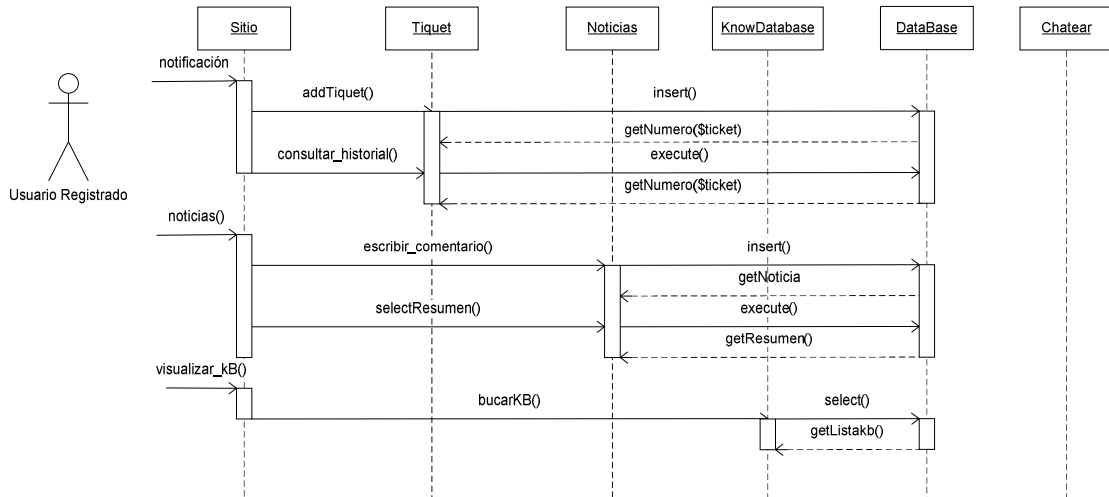 Sitio
Tiquet
Noticias
KnowDatabase
DataBase
Chatear
notificación
addTiquet()
insert()
getNumero($ticket)
consultar_historial()
execute()
getNumero($ticket)
Usuario Registrado
noticias()
escribir_comentario()
insert()
getNoticia
selectResumen()
execute()
getResumen()
visualizar_kB()
bucarKB()
select()
getListakb()